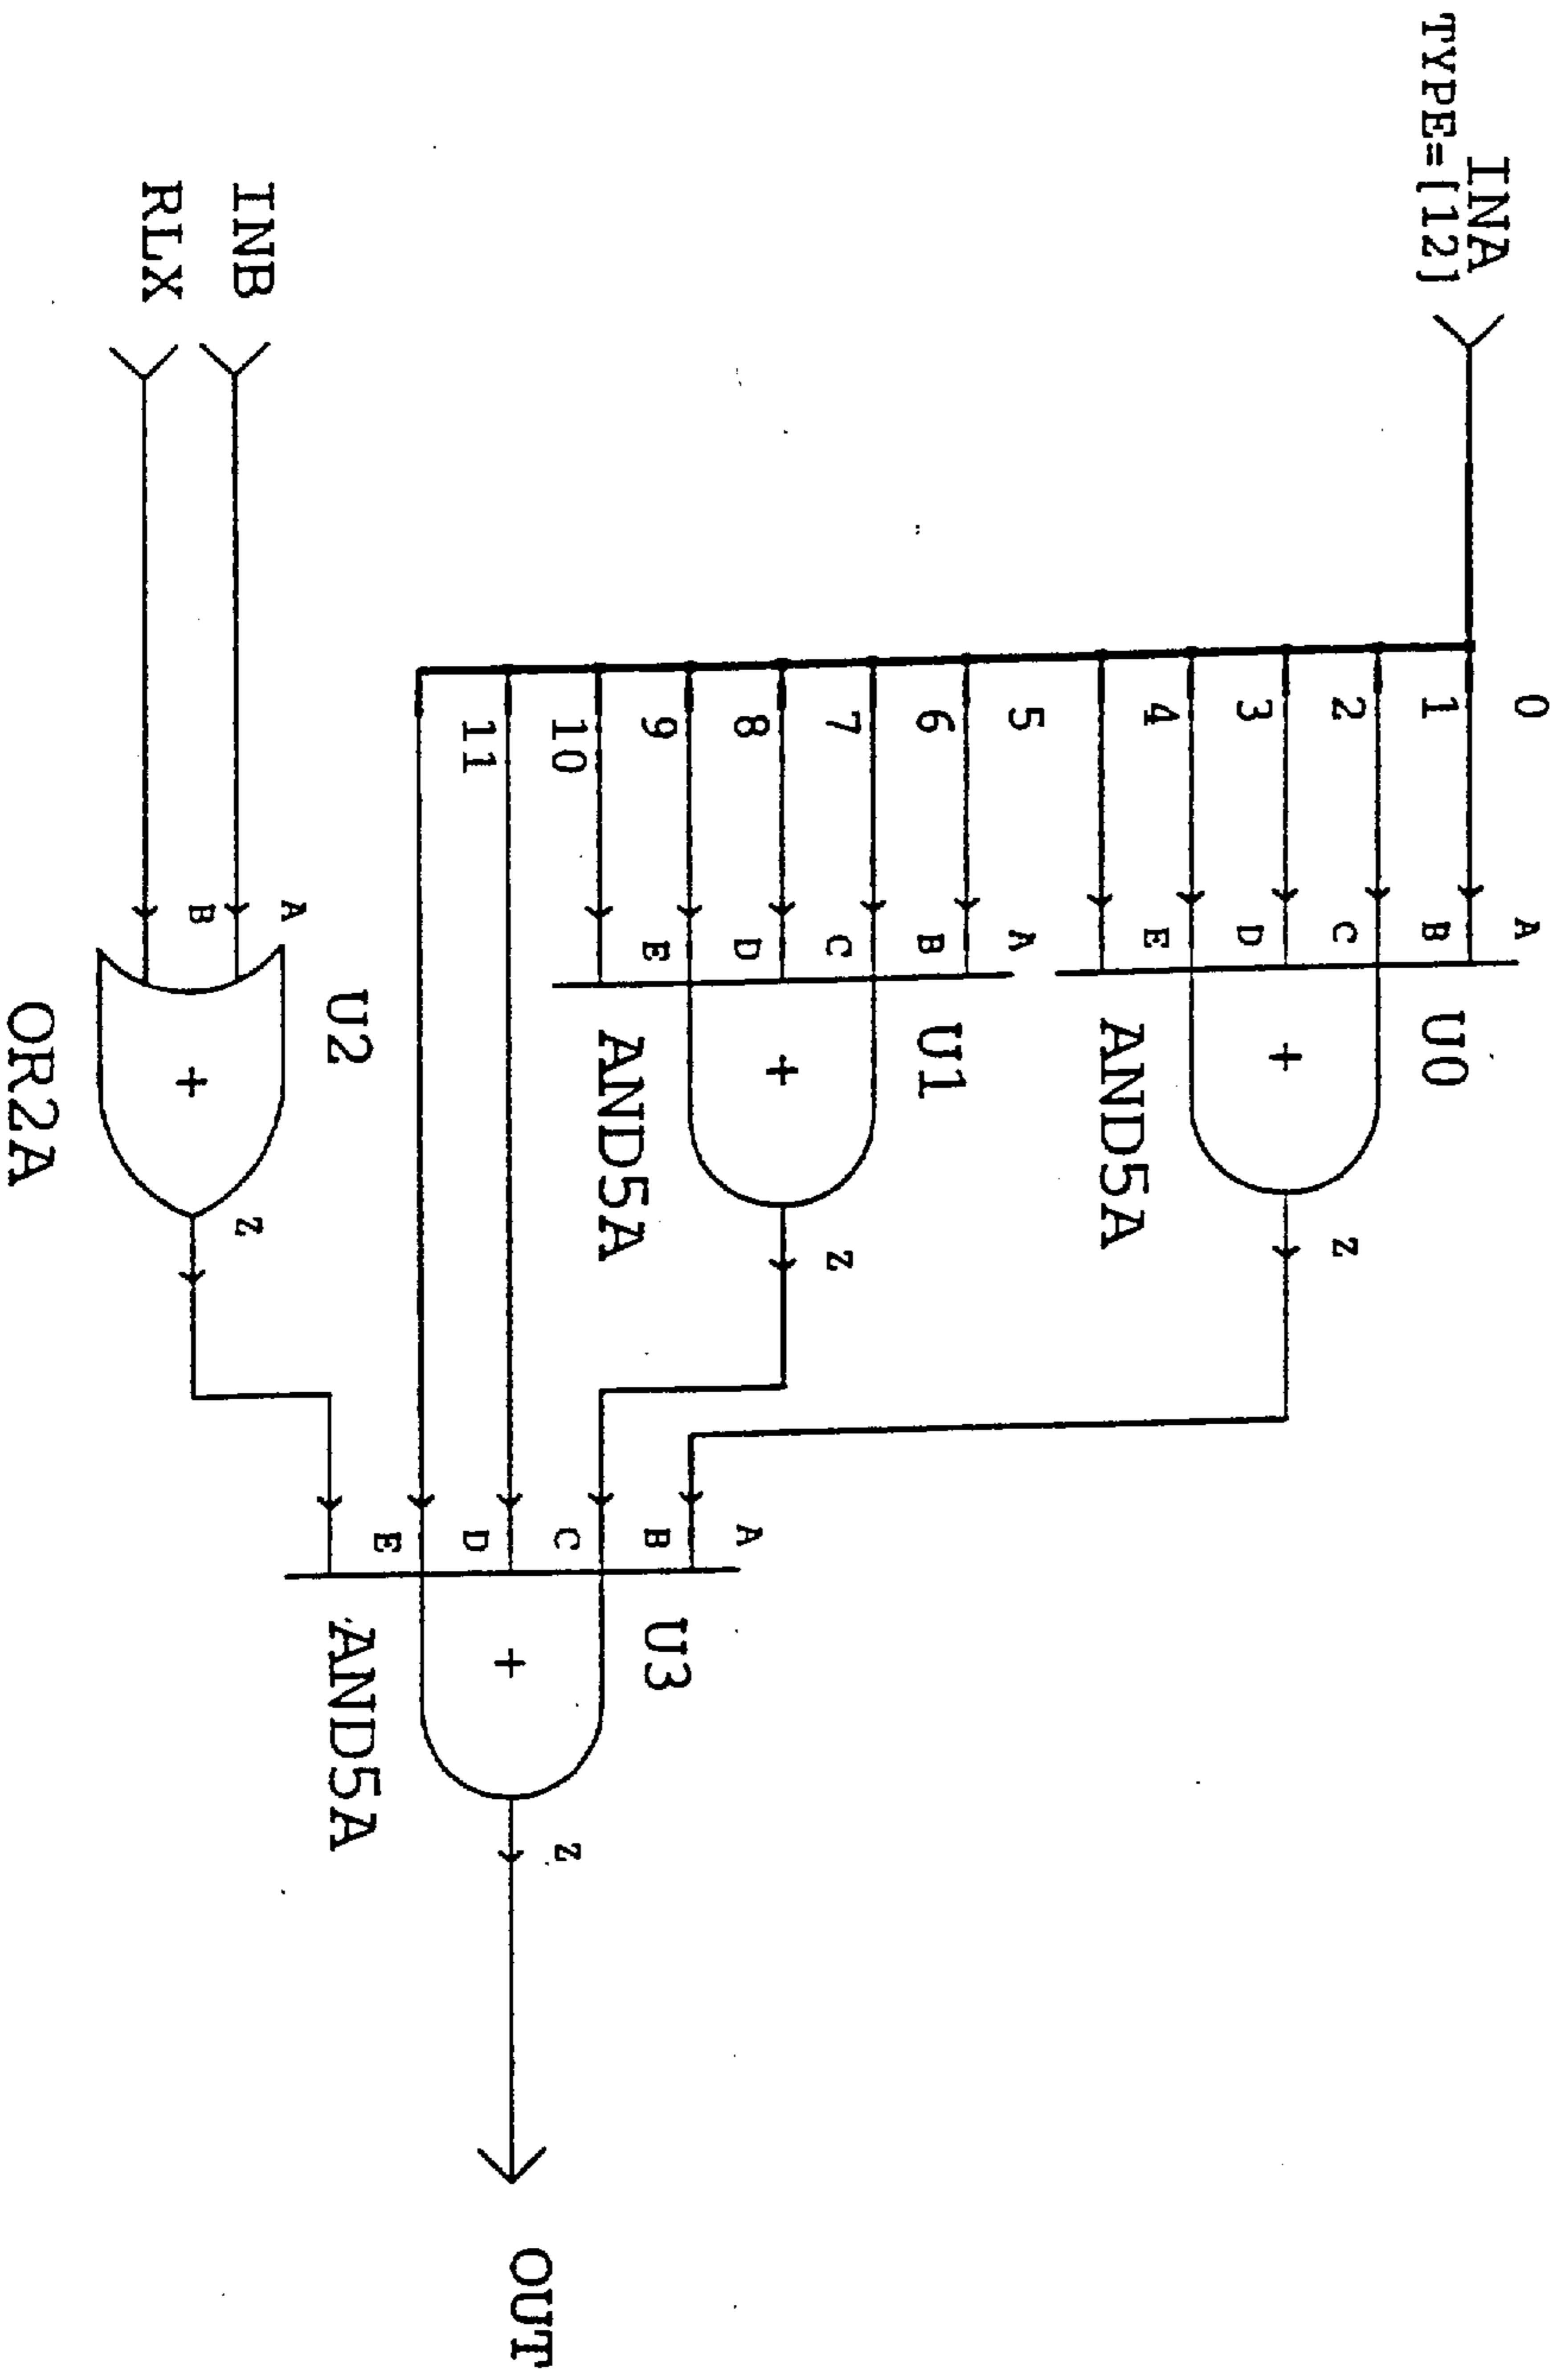 0 A
INA
TYPE=[12] 1 B U0
2 C Z
3 D
4 E AND5A
5 A
6 B U1
7 C Z
8 D A
9 E AND5A B U3
10 C Z
OUT
11 D
E
U2 AND5A
A
INB Z
B
RLX
OR2A